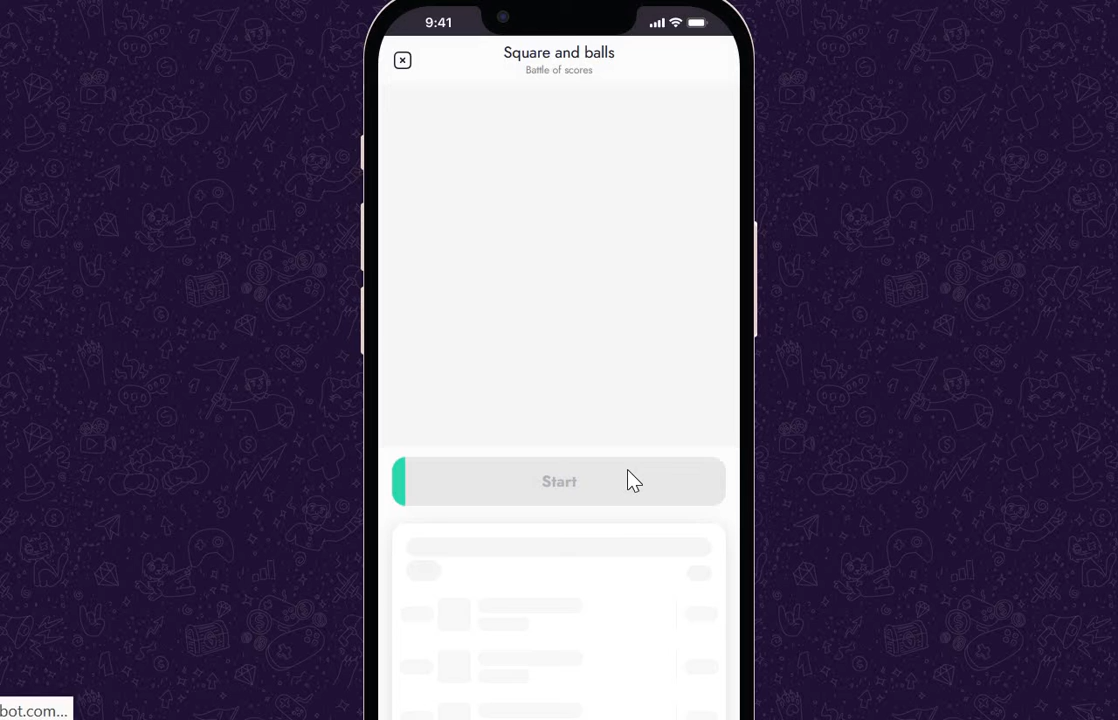 9:41
Square and balls
Battle of scores
Start
bot.com...